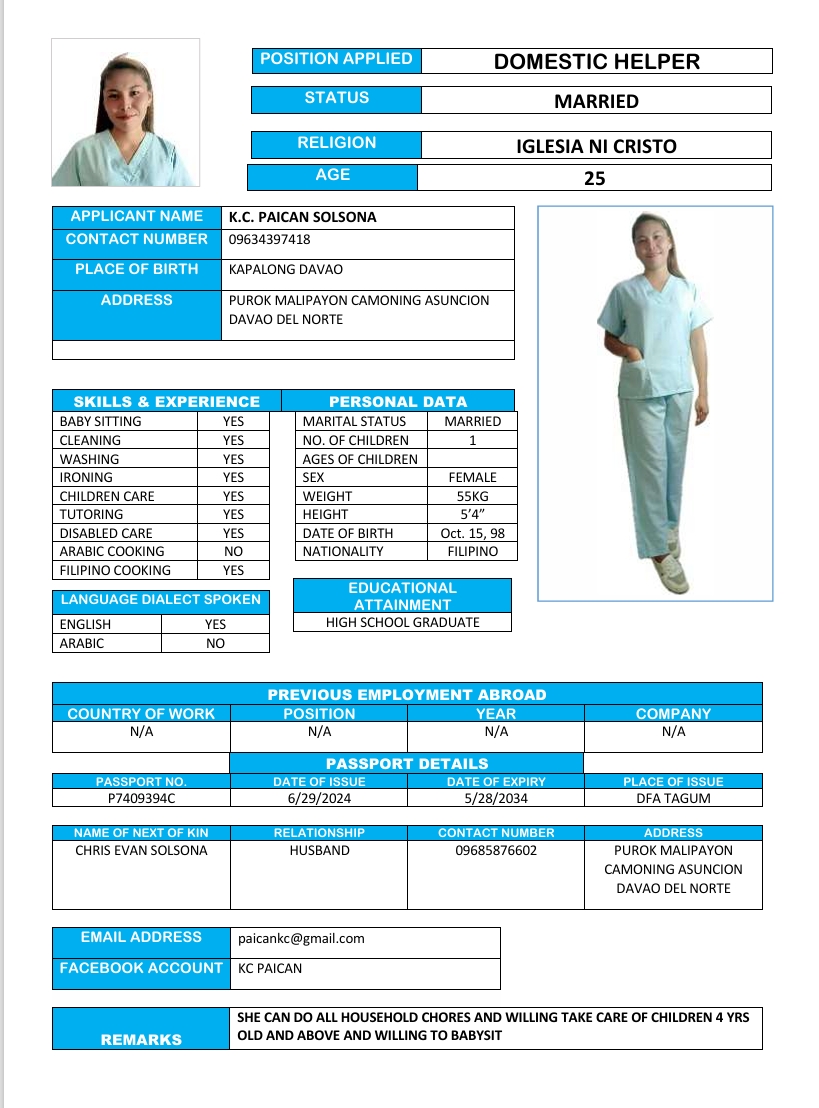 POSITION APPLIED DOMESTIC HELPER
STATUS MARRIED
RELIGION IGLESIA NI CRISTO
AGE 25
APPLICANT NAME K.C. PAICAN SOLSONA
CONTACT NUMBER 09634397418
PLACE OF BIRTH KAPALONG DAVAO
ADDRESS PUROK MALIPAYON CAMONING ASUNCION
DAVAO DEL NORTE
SKILLS & EXPERIENCE
BABY SITTING YES
CLEANING YES
WASHING YES
IRONING YES
CHILDREN CARE YES
TUTORING YES
DISABLED CARE YES
ARABIC COOKING NO
FILIPINO COOKING YES
LANGUAGE DIALECT SPOKEN
ENGLISH YES
ARABIC NO
PERSONAL DATA
MARITAL STATUS MARRIED
NO. OF CHILDREN 1
AGES OF CHILDREN
SEX FEMALE
WEIGHT 55KG
HEIGHT 5’4”
DATE OF BIRTH Oct. 15, 98
NATIONALITY FILIPINO
EDUCATIONAL
ATTAINMENT
HIGH SCHOOL GRADUATE
PREVIOUS EMPLOYMENT ABROAD
COUNTRY OF WORK POSITION YEAR COMPANY
N/A N/A N/A N/A
PASSPORT DETAILS
PASSPORT NO. DATE OF ISSUE DATE OF EXPIRY PLACE OF ISSUE
P7409394C 6/29/2024 5/28/2034 DFA TAGUM
NAME OF NEXT OF KIN RELATIONSHIP CONTACT NUMBER ADDRESS
CHRIS EVAN SOLSONA HUSBAND 09685876602 PUROK MALIPAYON
CAMONING ASUNCION
DAVAO DEL NORTE
EMAIL ADDRESS paicankc@gmail.com
FACEBOOK ACCOUNT KC PAICAN
REMARKS SHE CAN DO ALL HOUSEHOLD CHORES AND WILLING TAKE CARE OF CHILDREN 4 YRS
OLD AND ABOVE AND WILLING TO BABYSIT